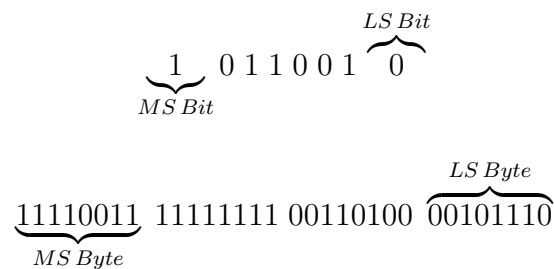 LS Bit
1 0 1 1 0 0 1 0
MS Bit
LS Byte
11110011 11111111 00110100 00101110
MS Byte